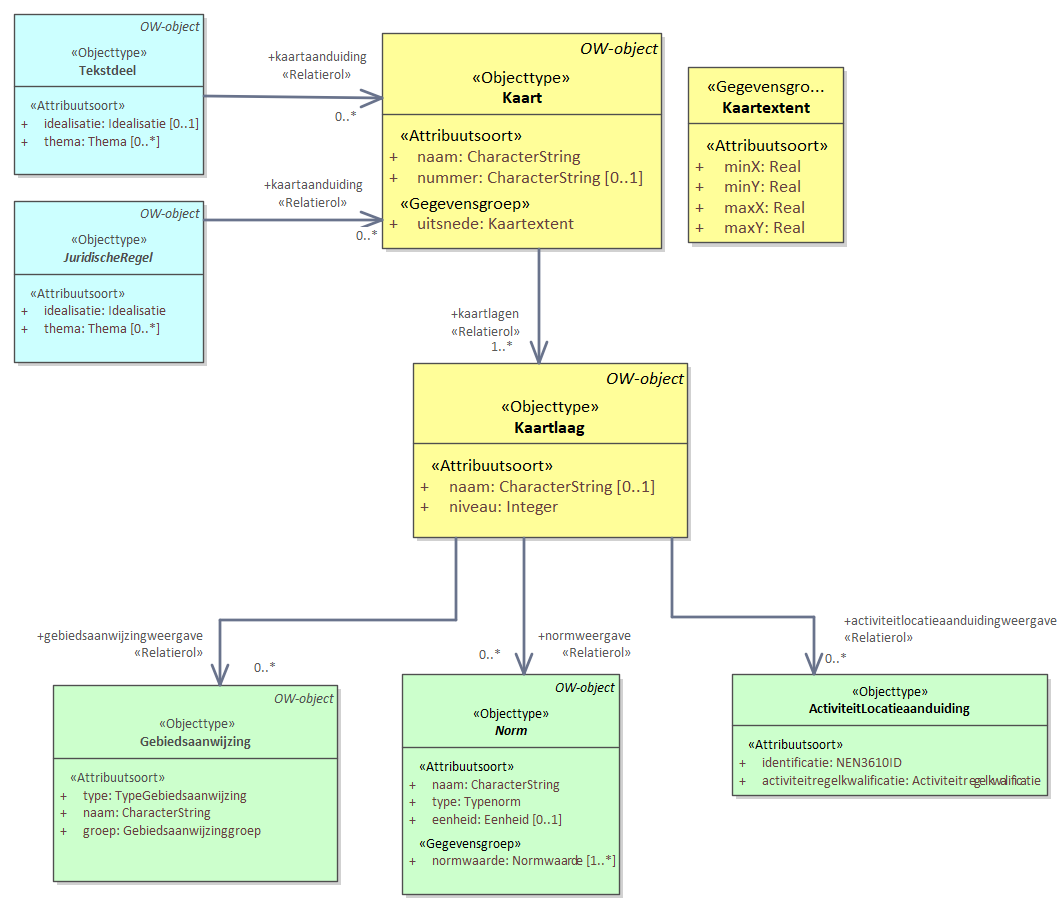 OW-object
«Objecttype»
Tekstdeel
«Attribuutsoort»
+ idealisatie: Idealisatie [0..1]
+ thema: Thema [0..*]
+kaartaanduiding
«Relatierol»
0..*
OW-object
«Objecttype»
Kaart
«Attribuutsoort»
+ naam: CharacterString
+ nummer: CharacterString [0..1]
«Gegevensgroep»
+ uitsnede: Kaartextent
«Gegevensgro...
Kaartextent
«Attribuutsoort»
+ minX: Real
+ minY: Real
+ maxX: Real
+ maxY: Real
OW-object
«Objecttype»
JuridischeRegel
«Attribuutsoort»
+ idealisatie: Idealisatie
+ thema: Thema [0..*]
+kaartaanduiding
«Relatierol»
0..*
+kaartlagen
«Relatierol»
1..*
OW-object
«Objecttype»
Kaartlaag
«Attribuutsoort»
+ naam: CharacterString [0..1]
+ niveau: Integer
+gebiedsaanwijzingweergave
«Relatierol»
0..*
+normweergave
«Relatierol»
0..*
+activiteitlocatieaanduidingweergave
«Relatierol»
0..*
OW-object
«Objecttype»
Gebiedsaanwijzing
«Attribuutsoort»
+ type: TypeGebiedsaanwijzing
+ naam: CharacterString
+ groep: Gebiedsaanwijzinggroep
OW-object
«Objecttype»
Norm
«Attribuutsoort»
+ naam: CharacterString
+ type: Typenorm
+ eenheid: Eenheid [0..1]
«Gegevensgroep»
+ normwaarde: Normwaarde [1..*]
«Objecttype»
ActiviteitLocatieaanduiding
«Attribuutsoort»
+ identificatie: NEN3610ID
+ activiteitregelkwalificatie: Activiteitregelkwalificatie